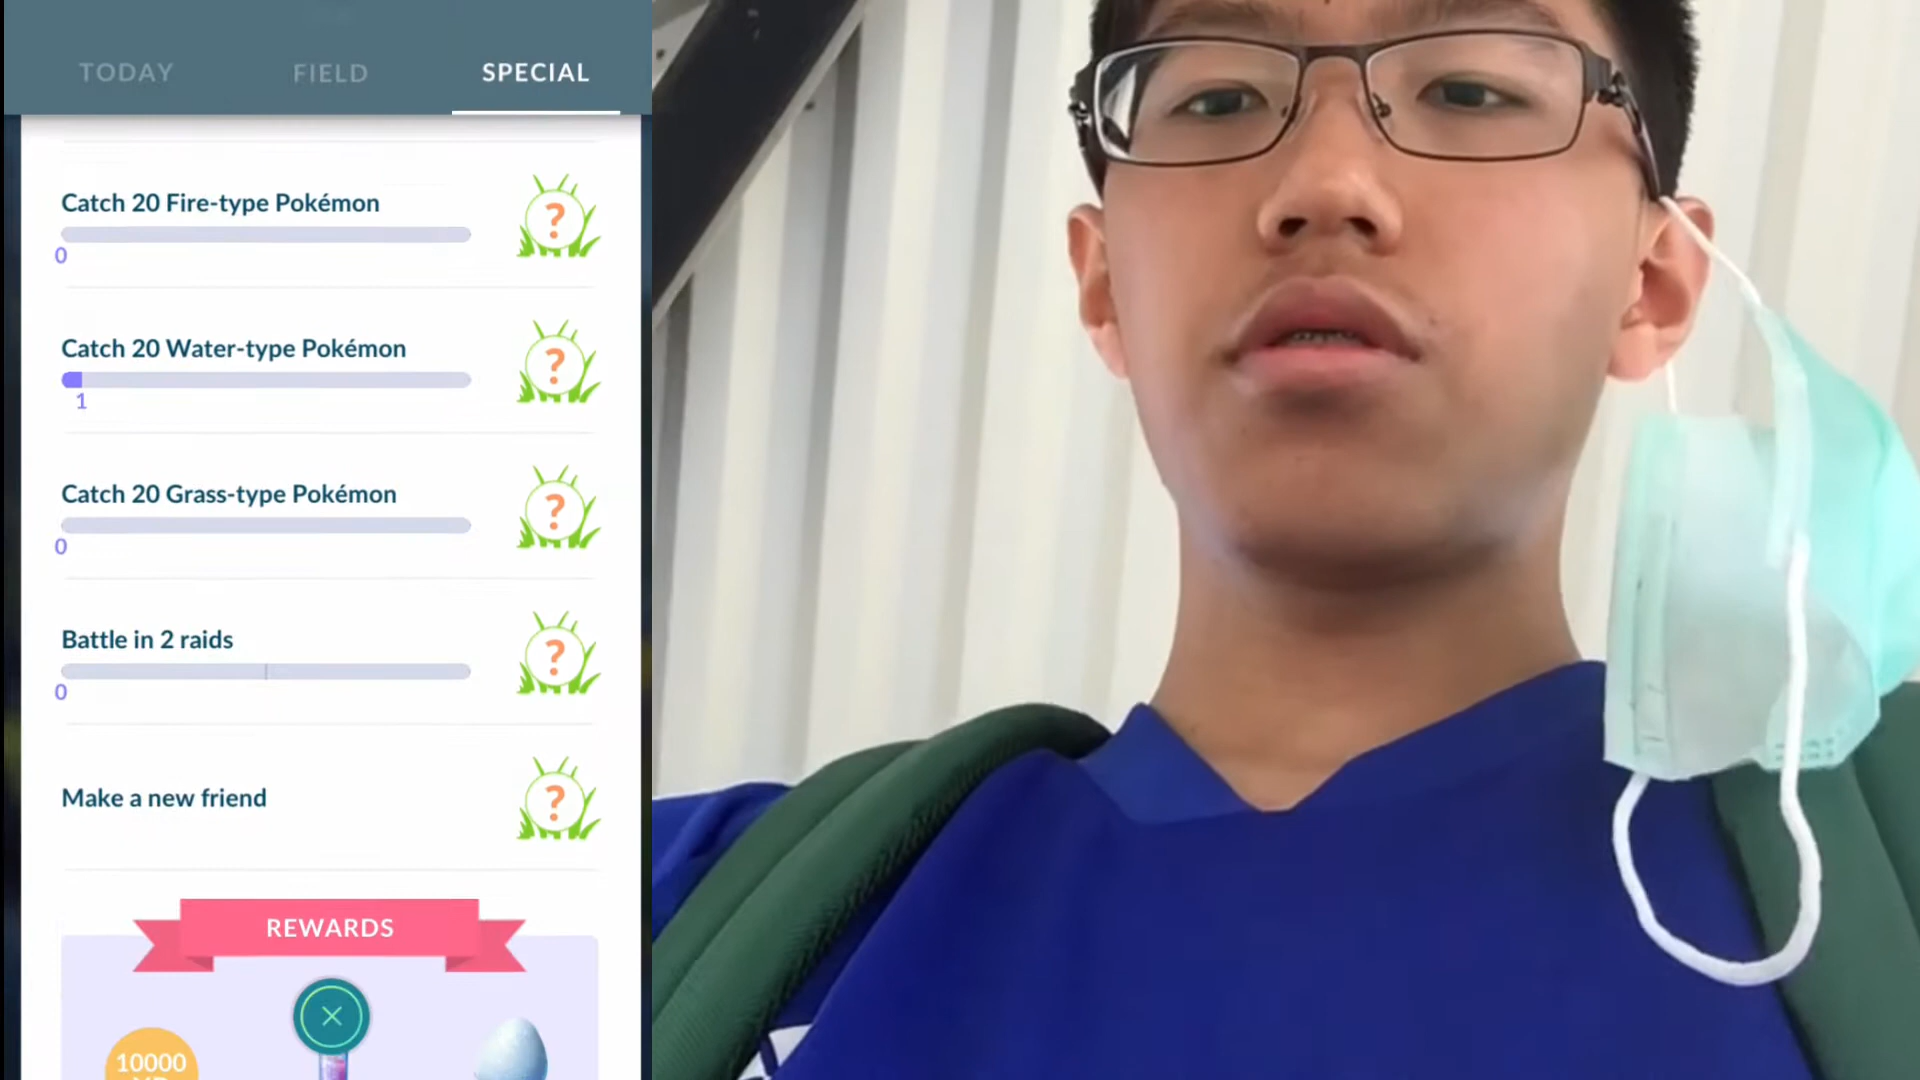 TODAY FIELD SPECIAL
Catch 20 Fire-type Pokémon
?
0
Catch 20 Water-type Pokémon
?
1
Catch 20 Grass-type Pokémon
?
0
Battle in 2 raids
?
0
Make a new friend
?
REWARDS
10000